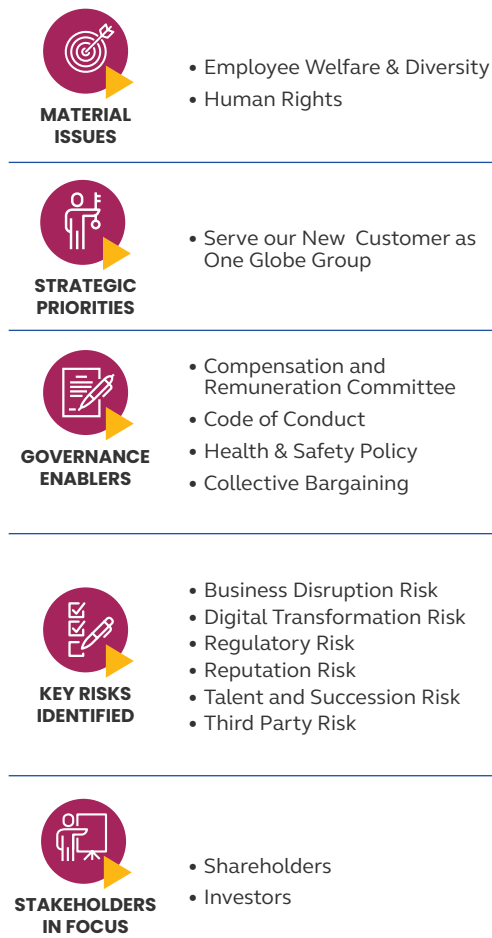 MATERIAL
ISSUES
• Employee Welfare & Diversity
• Human Rights
STRATEGIC
PRIORITIES
• Serve our New Customer as
One Globe Group
GOVERNANCE
ENABLERS
• Compensation and
Remuneration Committee
• Code of Conduct
• Health & Safety Policy
• Collective Bargaining
KEY RISKS
IDENTIFIED
• Business Disruption Risk
• Digital Transformation Risk
• Regulatory Risk
• Reputation Risk
• Talent and Succession Risk
• Third Party Risk
STAKEHOLDERS
IN FOCUS
• Shareholders
• Investors